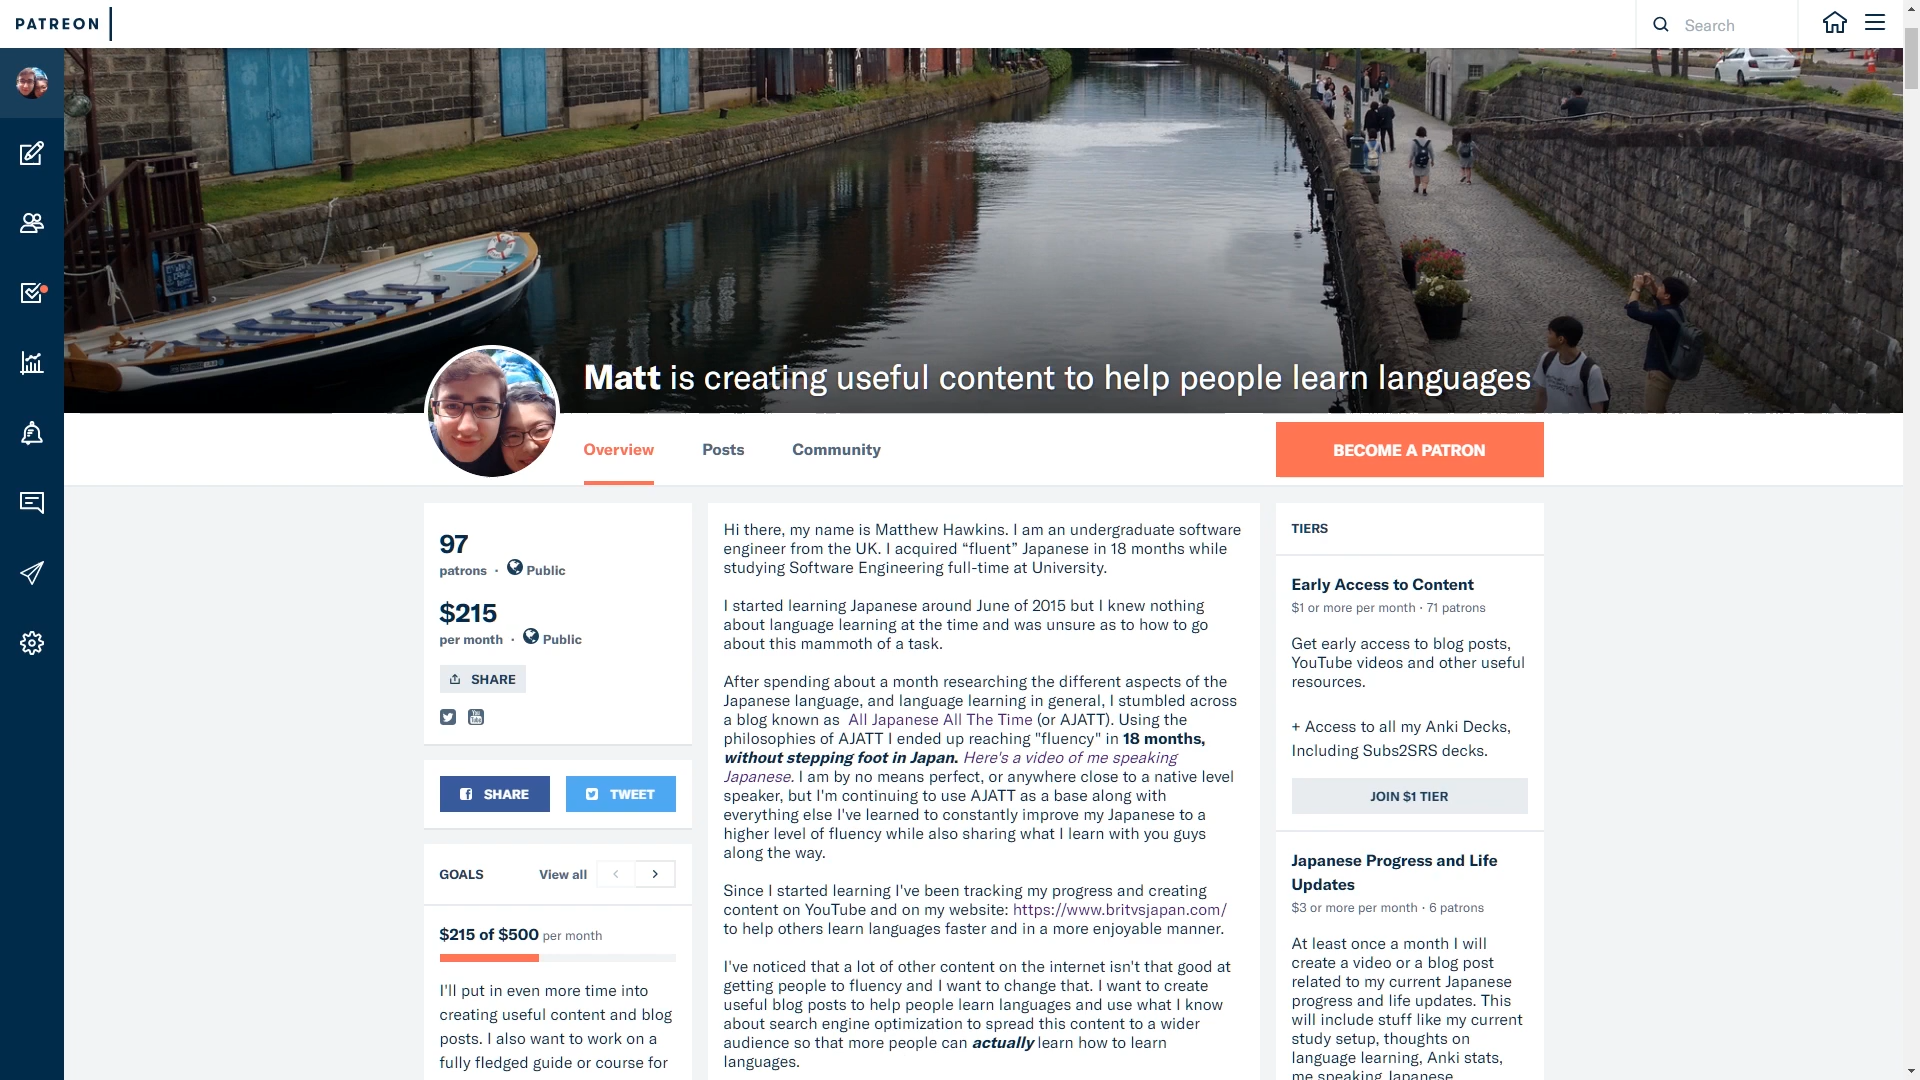 PATREON
Search
Matt is creating useful content to help people learn languages
Overview
Posts
Community
BECOME A PATRON
97
patrons · Public
$215
per month · Public
SHARE
SHARE
TWEET
GOALS
View all
$215 of $500 per month
I'll put in even more time into
creating useful content and blog
posts. I also want to work on a
fully fledged guide or course for
Hi there, my name is Matthew Hawkins. I am an undergraduate software
engineer from the UK. I acquired “fluent” Japanese in 18 months while
studying Software Engineering full-time at University.
I started learning Japanese around June of 2015 but I knew nothing
about language learning at the time and was unsure as to how to go
about this mammoth of a task.
After spending about a month researching the different aspects of the
Japanese language, and language learning in general, I stumbled across
a blog known as All Japanese All The Time (or AJATT). Using the
philosophies of AJATT I ended up reaching "fluency" in 18 months,
without stepping foot in Japan. Here's a video of me speaking
Japanese. I am by no means perfect, or anywhere close to a native level
speaker, but I'm continuing to use AJATT as a base along with
everything else I've learned to constantly improve my Japanese to a
higher level of fluency while also sharing what I learn with you guys
along the way.
Since I started learning I've been tracking my progress and creating
content on YouTube and on my website: https://www.britvsjapan.com/
to help others learn languages faster and in a more enjoyable manner.
I've noticed that a lot of other content on the internet isn't that good at
getting people to fluency and I want to change that. I want to create
useful blog posts to help people learn languages and use what I know
about search engine optimization to spread this content to a wider
audience so that more people can actually learn how to learn
languages.
TIERS
Early Access to Content
$1 or more per month · 71 patrons
Get early access to blog posts,
YouTube videos and other useful
resources.
+ Access to all my Anki Decks,
Including Subs2SRS decks.
JOIN $1 TIER
Japanese Progress and Life
Updates
$3 or more per month · 6 patrons
At least once a month I will
create a video or a blog post
related to my current Japanese
progress and life updates. This
will include stuff like my current
study setup, thoughts on
language learning, Anki stats,
me speaking Japanese